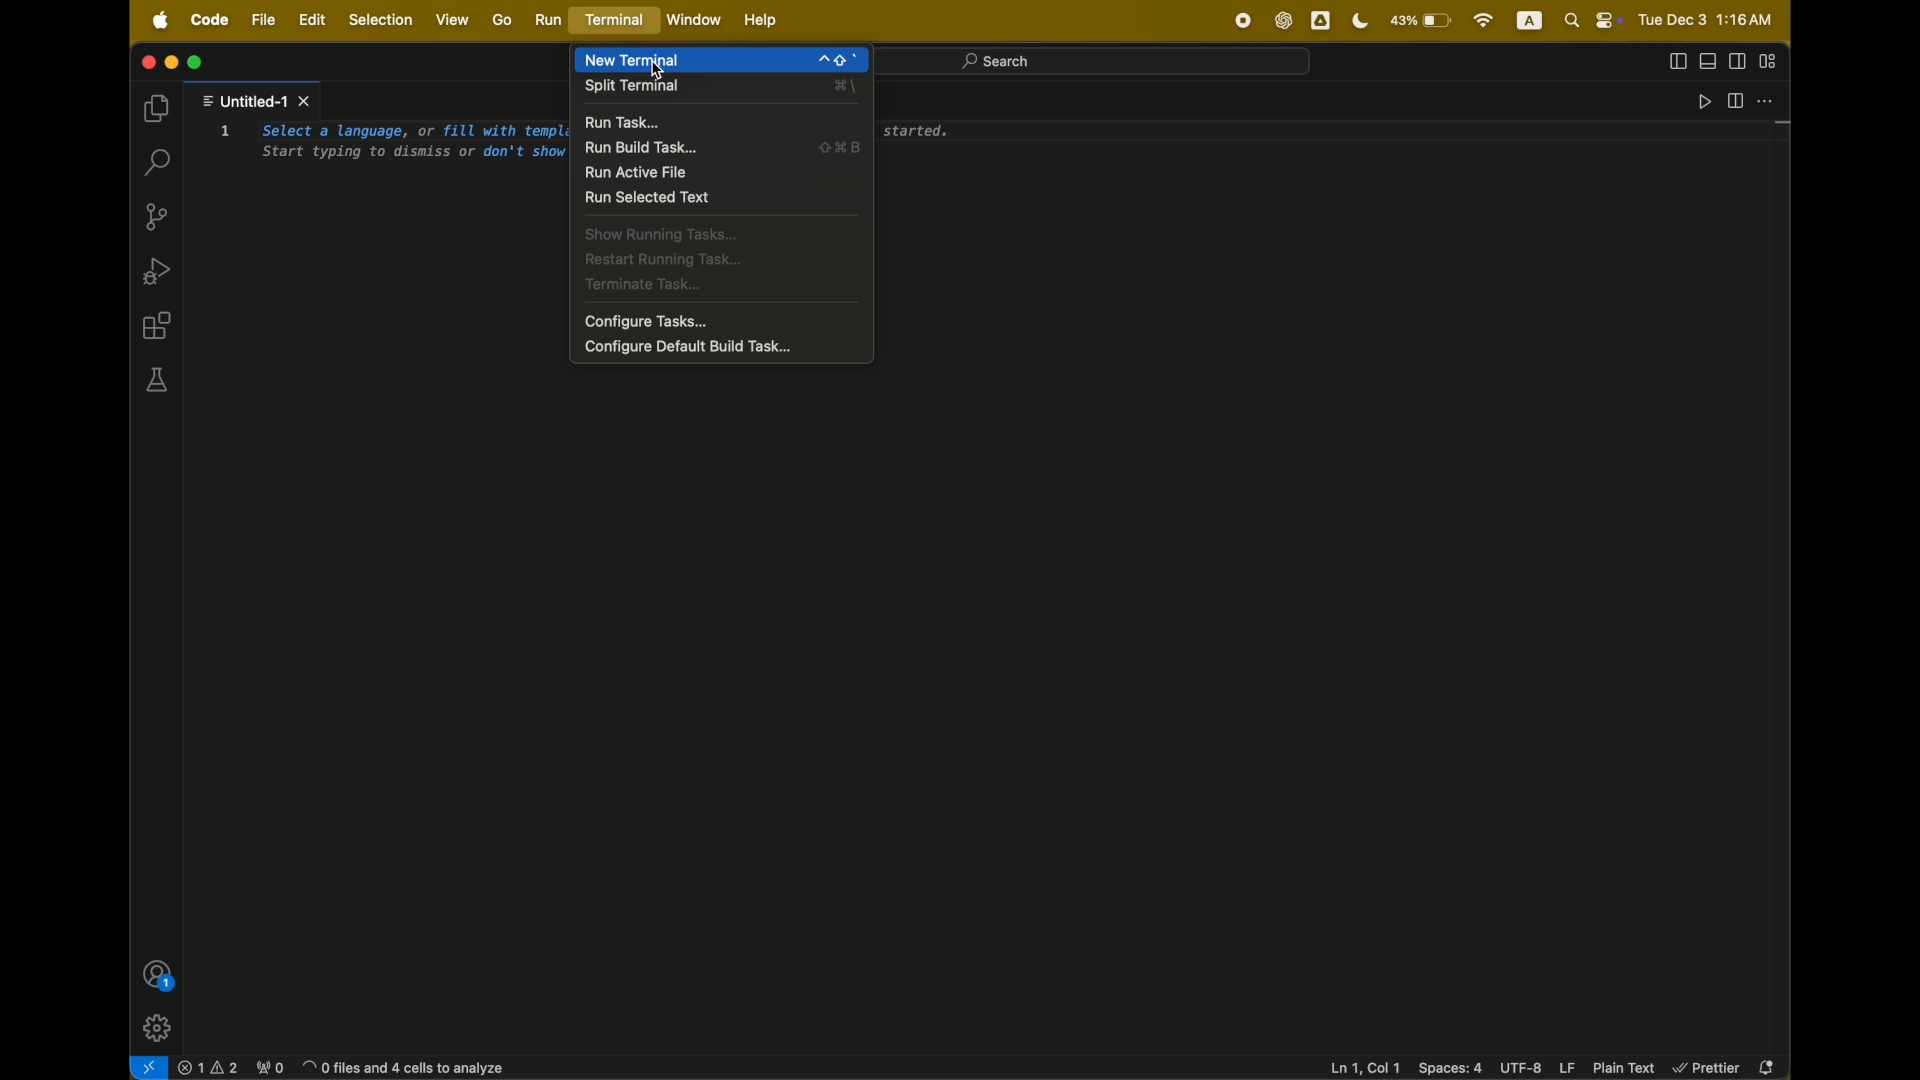 Code File Edit Selection View Go Run Terminal Window Help 43% A Tue Dec 3 1:16 AM
New Terminal ^⇧`
Search
Split Terminal ⌘\
Untitled-1
Run Task...
1 Select a language, or fill with templa started.
Start typing to dismiss or don't show
Run Build Task... ⇧⌘B
Run Active File
Run Selected Text
Show Running Tasks...
Restart Running Task...
Terminate Task...
Configure Tasks...
Configure Default Build Task...
1
1 2 0 0 files and 4 cells to analyze Ln 1, Col 1 Spaces: 4 UTF-8 LF Plain Text Prettier